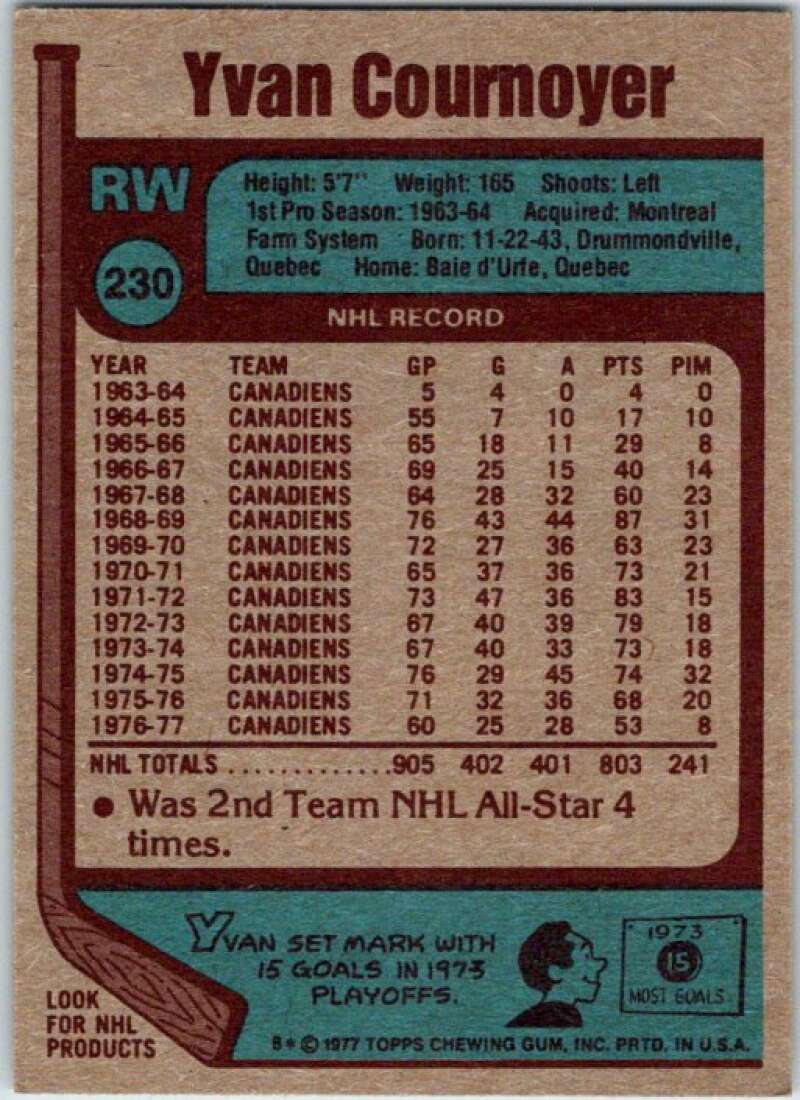 Yvan Cournoyer
RW
Height: 5'7" Weight: 165 Shoots: Left
1st Pro Season: 1963-64 Acquired: Montreal
Farm System Born: 11-22-43, Drummondville,
Quebec Home: Baie d'Urfe, Quebec
230
NHL RECORD
YEAR TEAM GP G A PTS PIM
1963-64 CANADIENS 5 4 0 4 0
1964-65 CANADIENS 55 7 10 17 10
1965-66 CANADIENS 65 18 11 29 8
1966-67 CANADIENS 69 25 15 40 14
1967-68 CANADIENS 64 28 32 60 23
1968-69 CANADIENS 76 43 44 87 31
1969-70 CANADIENS 72 27 36 63 23
1970-71 CANADIENS 65 37 36 73 21
1971-72 CANADIENS 73 47 36 83 15
1972-73 CANADIENS 67 40 39 79 18
1973-74 CANADIENS 67 40 33 73 18
1974-75 CANADIENS 76 29 45 74 32
1975-76 CANADIENS 71 32 36 68 20
1976-77 CANADIENS 60 25 28 53 8
NHL TOTALS .............905 402 401 803 241
● Was 2nd Team NHL All-Star 4
times.
YVAN SET MARK WITH
15 GOALS IN 1973
PLAYOFFS.
1973
15
MOST GOALS
LOOK
FOR NHL
PRODUCTS
B* © 1977 TOPPS CHEWING GUM, INC. PRTD. IN U.S.A.